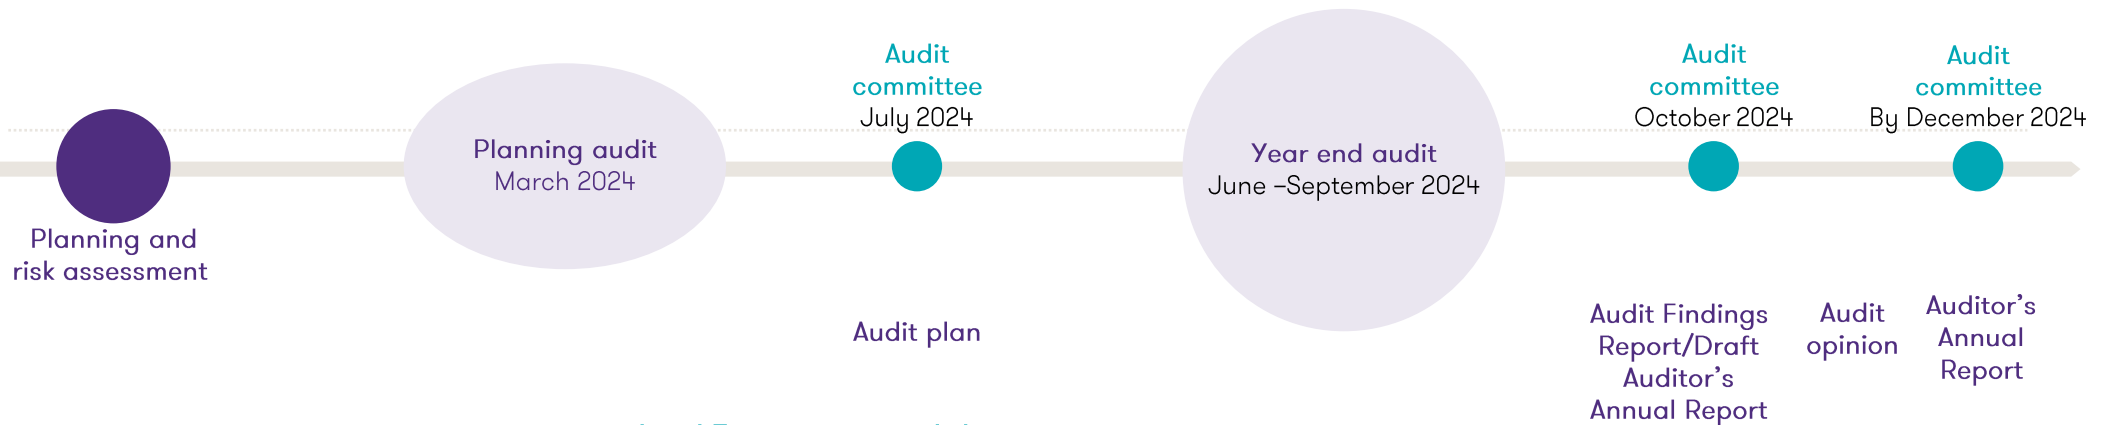 Planning and
risk assessment
Planning audit
March 2024
Audit
committee
July 2024
Audit plan
Year end audit
June –September 2024
Audit
committee
October 2024
Audit Findings
Report/Draft
Auditor’s
Annual Report
Audit
opinion
Audit
committee
By December 2024
Auditor’s
Annual
Report